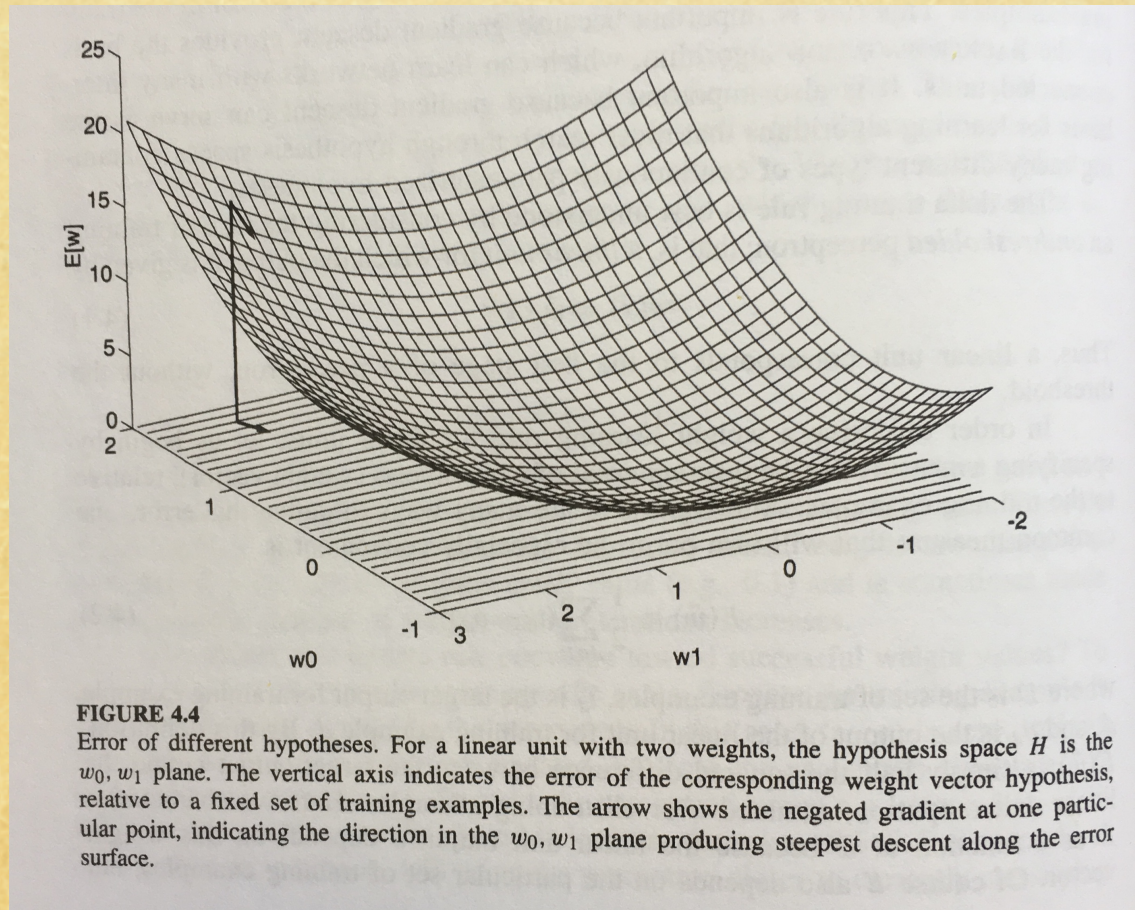 25
20
15
10
5
0
E[w]
2
1
0
-1
w0
3
2
1
0
-1
-2
w1
FIGURE 4.4
Error of different hypotheses. For a linear unit with two weights, the hypothesis space H is the
w0, w1 plane. The vertical axis indicates the error of the corresponding weight vector hypothesis,
relative to a fixed set of training examples. The arrow shows the negated gradient at one partic-
ular point, indicating the direction in the w0, w1 plane producing steepest descent along the error
surface.